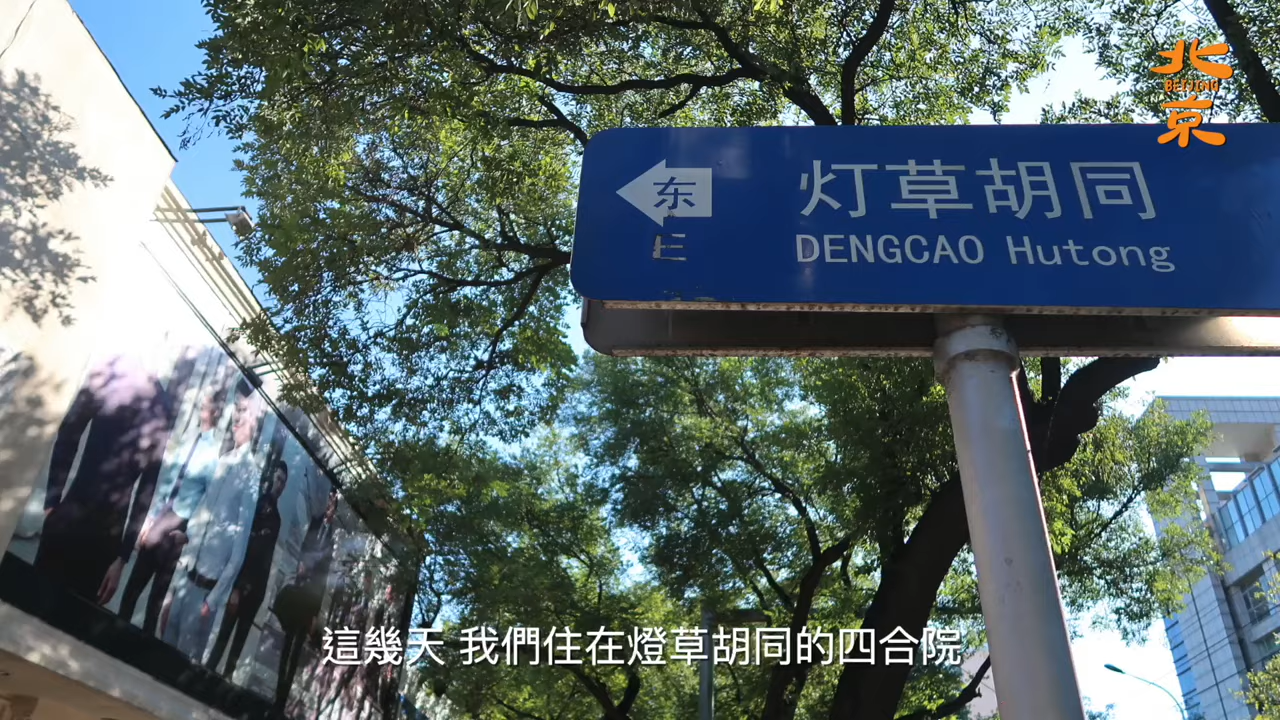 北
BEIJING
京
东
E
灯草胡同
DENGCAO Hutong
這幾天 我們住在燈草胡同的四合院